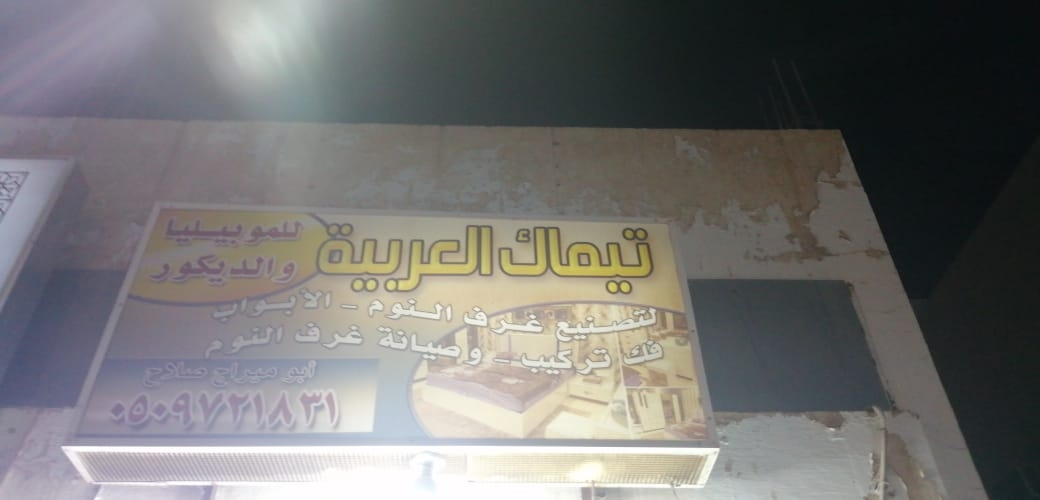 تيماك العربية
للموبيليا
والديكور
لتصنيع غرف النوم - الأبواب
فك تركيب - وصيانة غرف النوم
أبو ميراج صلاح
٠٥٠٩٧٢١٨٣١